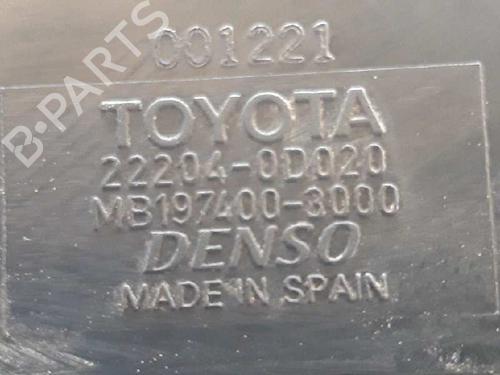 B-PARTS
001221
TOYOTA
22204-0D020
MB197400-3000
DENSO
MADE IN SPAIN